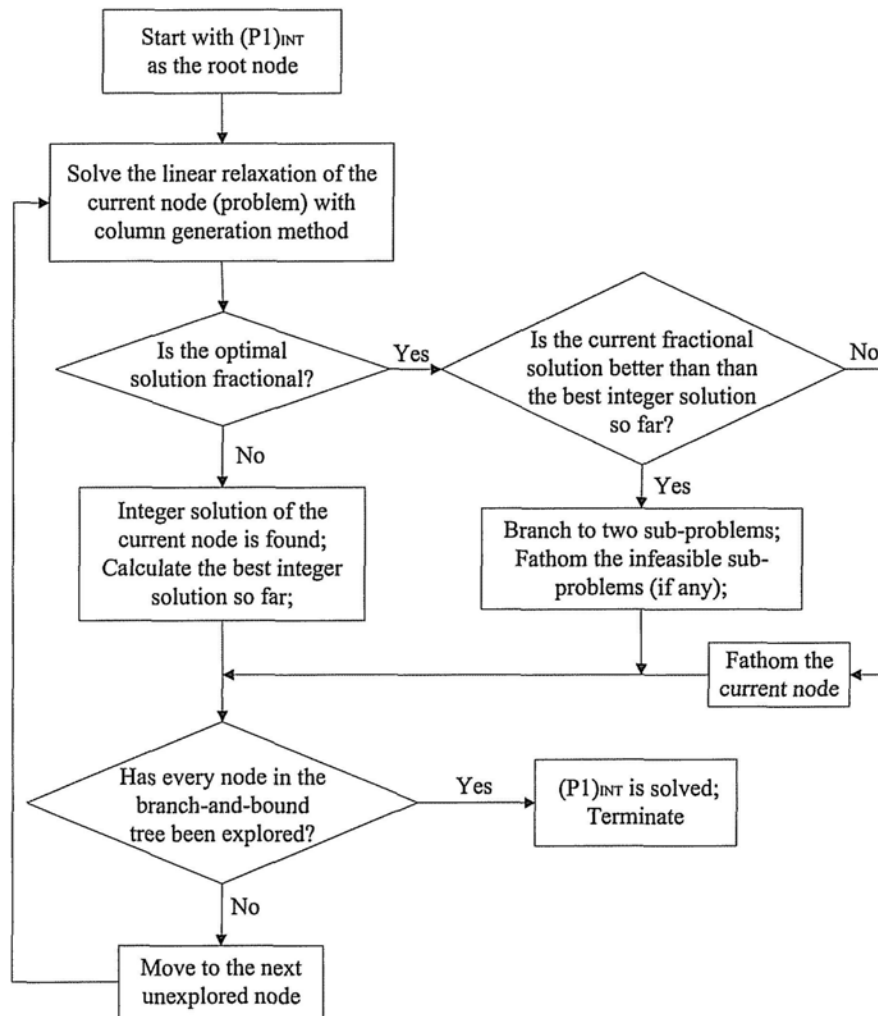 Start with (P1)INT
as the root node
Solve the linear relaxation of the
current node (problem) with
column generation method
Is the optimal
solution fractional?
Yes
Is the current fractional
solution better than than
the best integer solution
so far?
No
No
Yes
Integer solution of the
current node is found;
Calculate the best integer
solution so far;
Branch to two sub-problems;
Fathom the infeasible sub-
problems (if any);
Fathom the
current node
Has every node in the
branch-and-bound
tree been explored?
Yes
(P1)INT is solved;
Terminate
No
Move to the next
unexplored node